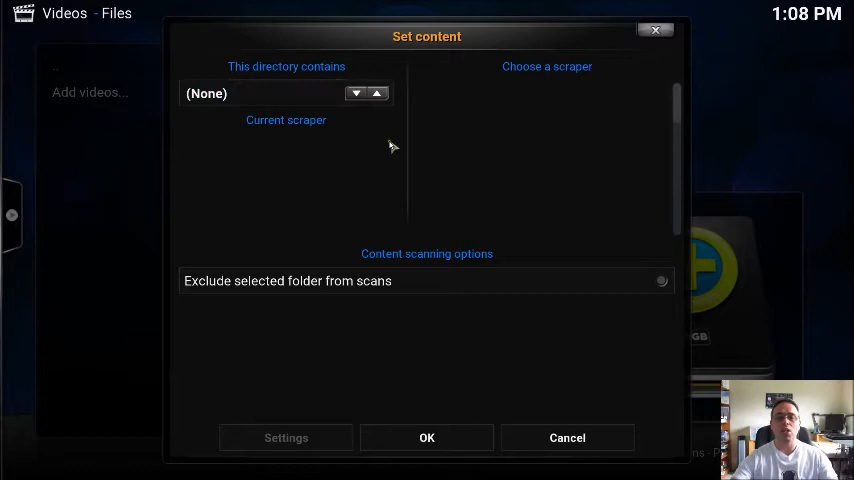 Videos - Files
1:08 PM
Set content
This directory contains
Choose a scraper
..
Add videos...
(None)
Current scraper
Content scanning options
Exclude selected folder from scans
GB
Settings
OK
Cancel